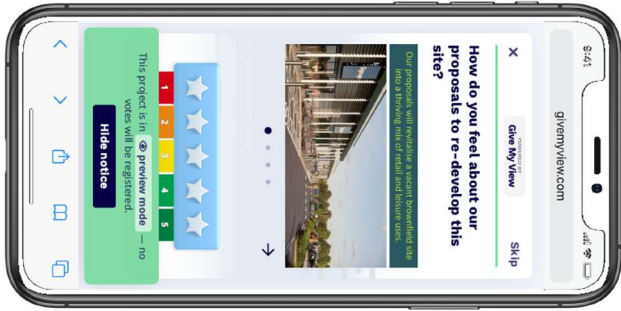 9:41
givemyview.com
POWERED BY
Give My View
Skip
How do you feel about our
proposals to re-develop this
site?
Our proposals will revitalise a vacant brownfield site
into a thriving mix of retail and leisure uses.
1 2 3 4 5
This project is in preview mode — no
votes will be registered.
Hide notice